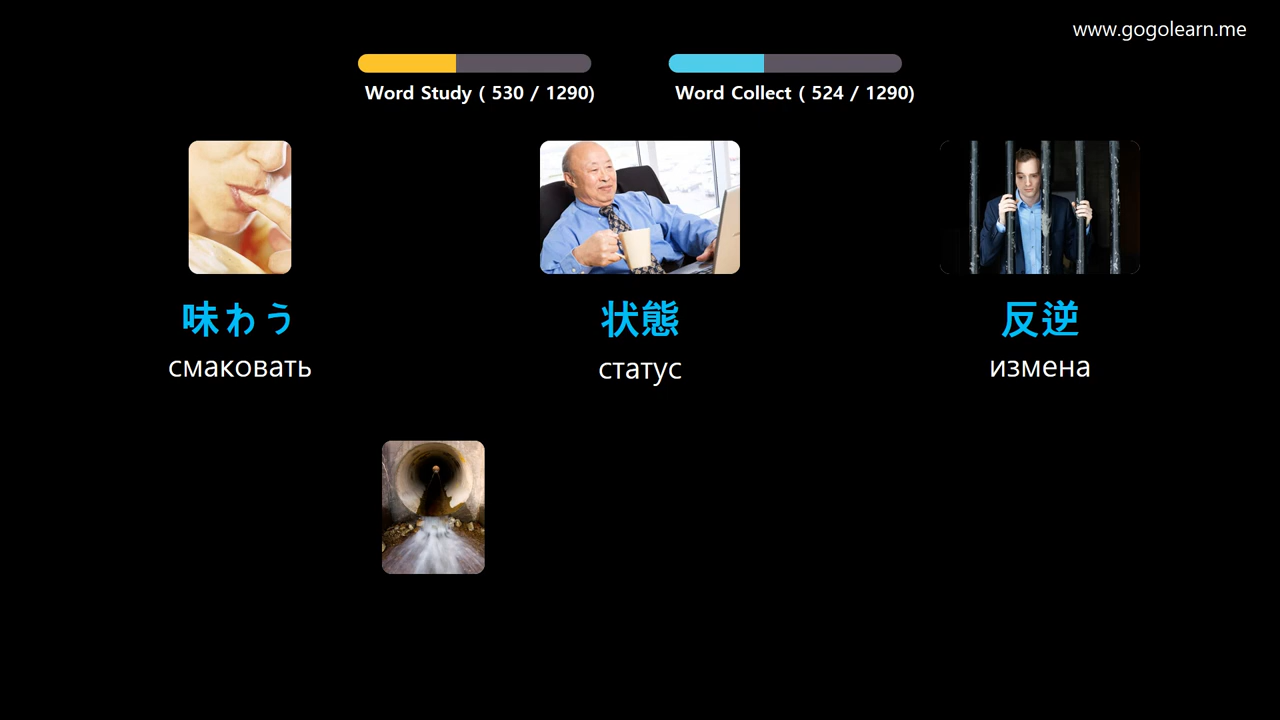 www.gogolearn.me
Word Study ( 530 / 1290)
Word Collect ( 524 / 1290)
味わう
状態
反逆
смаковать
статус
измена